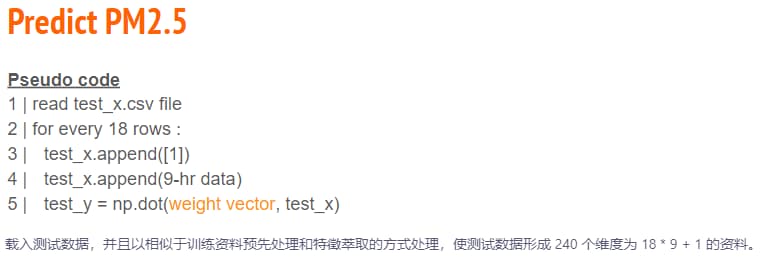 Predict PM2.5
Pseudo code
1 | read test_x.csv file
2 | for every 18 rows :
3 |   test_x.append([1])
4 |   test_x.append(9-hr data)
5 |   test_y = np.dot(weight vector, test_x)
载入测试数据，并且以相似于训练资料预先处理和特徵萃取的方式处理，使测试数据形成 240 个维度为 18 * 9 + 1 的资料。